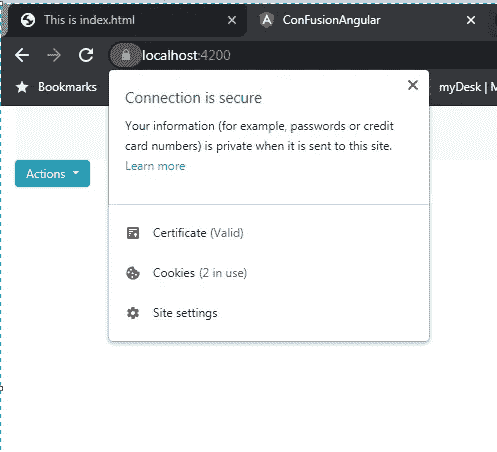 This is index.html
ConFusionAngular
localhost:4200
Bookmarks
myDesk | M
Connection is secure
Your information (for example, passwords or credit
card numbers) is private when it is sent to this site.
Learn more
Actions
Certificate (Valid)
Cookies (2 in use)
Site settings